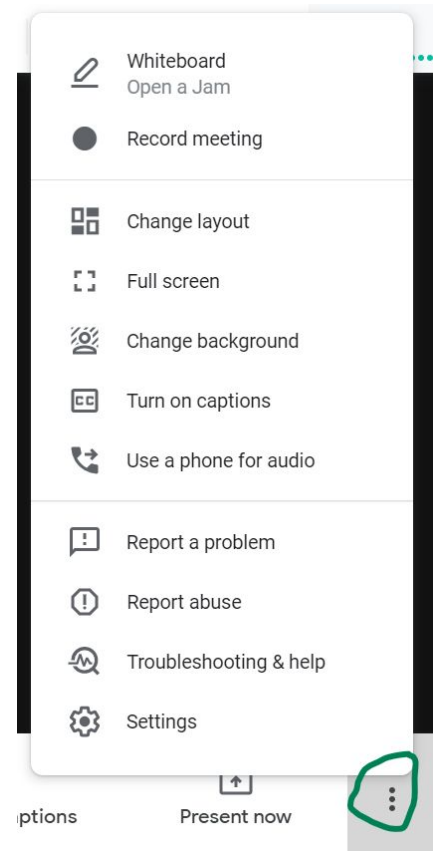 Whiteboard
Open a Jam
Record meeting
Change layout
Full screen
Change background
CC
Turn on captions
Use a phone for audio
Report a problem
Report abuse
Troubleshooting & help
Settings
ptions
Present now